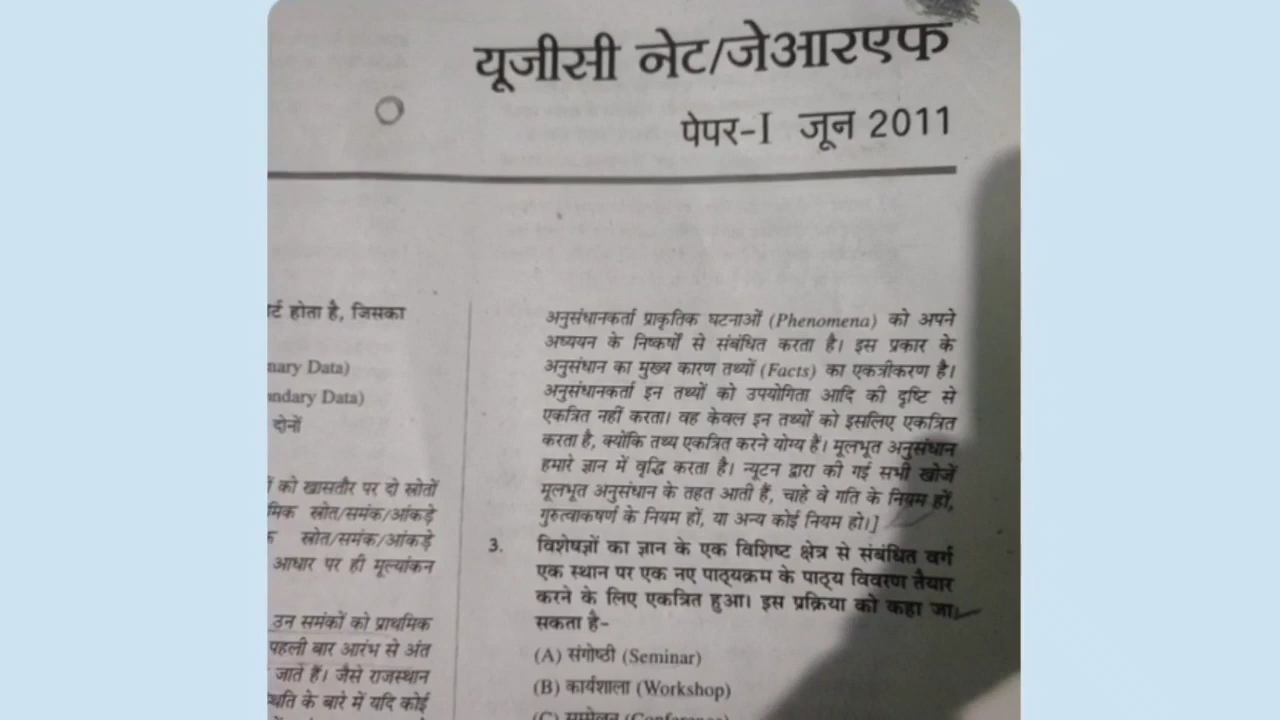 यूजीसी नेट/जेआरएफ
पेपर-I जून 2011
होता है, जिसका
Data)
Data)
दोनों
को खासतौर पर दो स्रोतों
स्रोत/समंक/आंकड़े
स्रोत/समंक/आंकड़े
आधार पर ही मूल्यांकन
उन समंकों को प्राथमिक
पहली बार आरंभ से अंत
जाते हैं। जैसे राजस्थान
के बारे में यदि कोई
अनुसंधानकर्ता प्राकृतिक घटनाओं (Phenomena) को अपने
अध्ययन के निष्कर्षों से संबंधित करता है। इस प्रकार के
अनुसंधान का मुख्य कारण तथ्यों (Facts) का एकत्रीकरण है।
अनुसंधानकर्ता इन तथ्यों को उपयोगिता आदि की दृष्टि से
एकत्रित नहीं करता। वह केवल इन तथ्यों को इसलिए एकत्रित
करता है, क्योंकि तथ्य एकत्रित करने योग्य हैं। मूलभूत अनुसंधान
हमारे ज्ञान में वृद्धि करता है। न्यूटन द्वारा की गई सभी खोजें
मूलभूत अनुसंधान के तहत आती हैं, चाहे वे गति के नियम हों,
गुरुत्वाकषर्ण के नियम हों, या अन्य कोई नियम हो।]
3. विशेषज्ञों का ज्ञान के एक विशिष्ट क्षेत्र से संबंधित वर्ग
एक स्थान पर एक नए पाठ्यक्रम के पाठ्य विवरण तैयार
करने के लिए एकत्रित हुआ। इस प्रक्रिया को कहा जा
सकता है-
(A) संगोष्ठी (Seminar)
(B) कार्यशाला (Workshop)
(C) सम्मेलन (Conference)